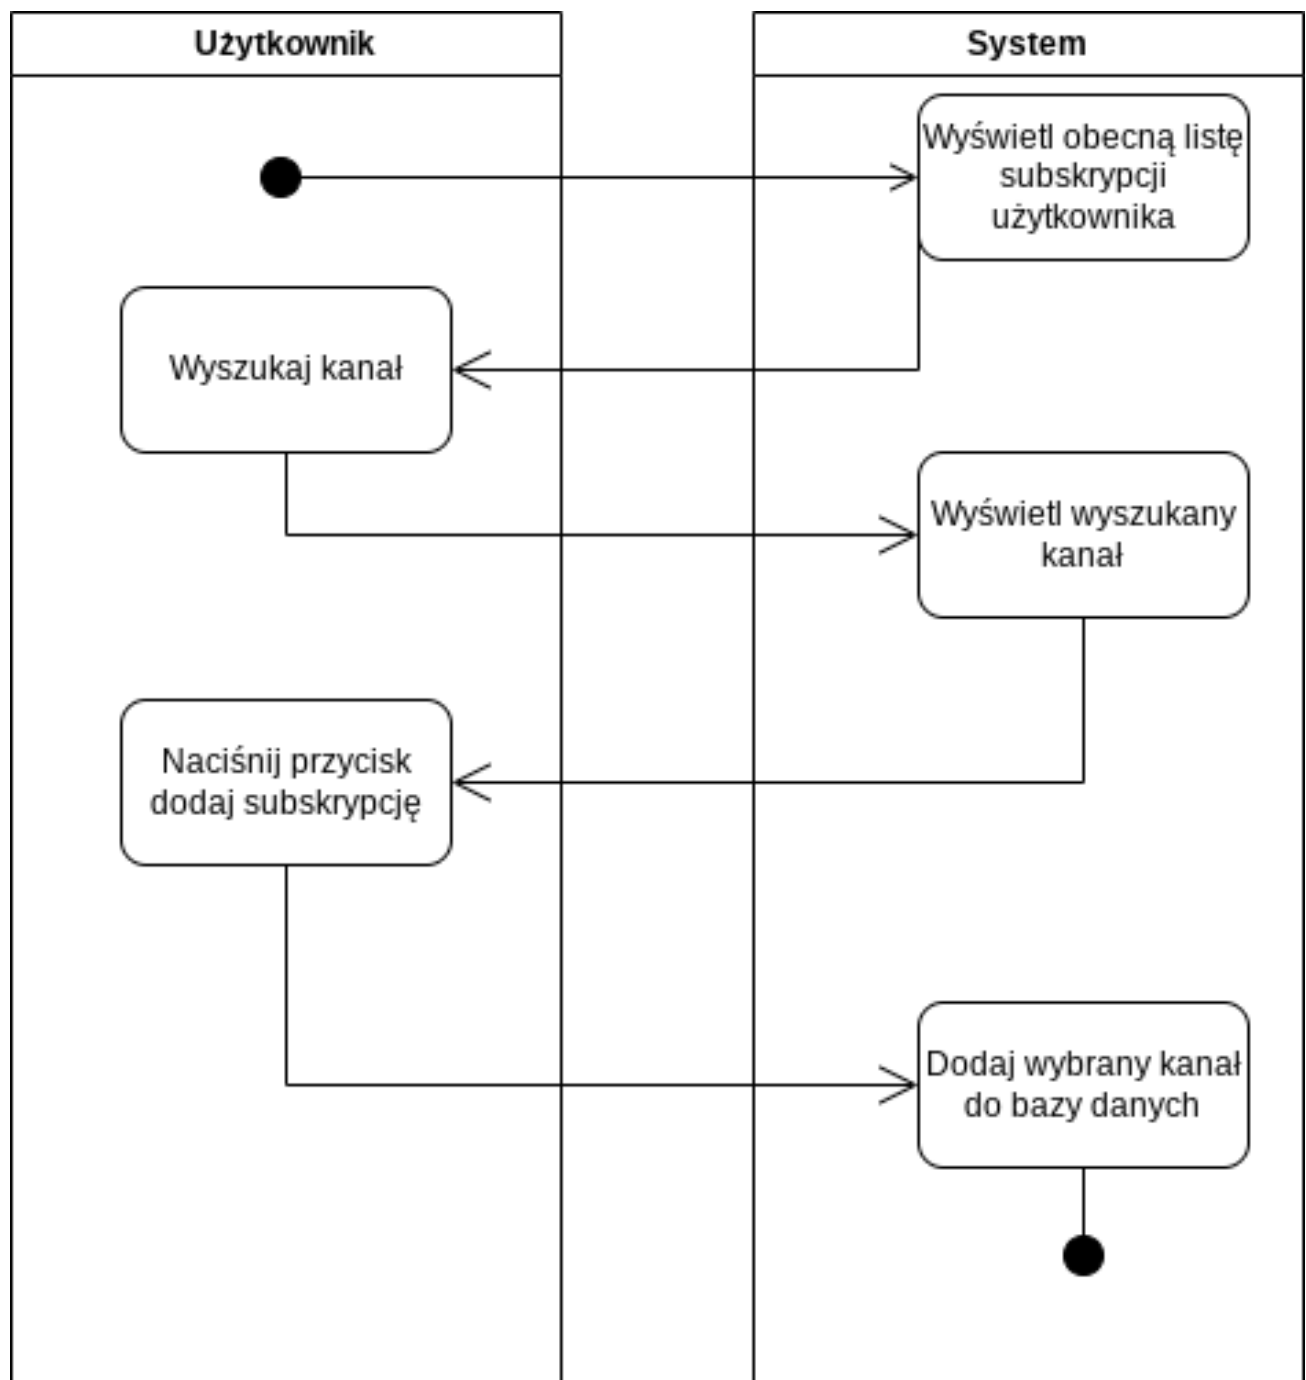 Użytkownik
System
Wyświetl obecną listę
subskrypcji
użytkownika
Wyszukaj kanał
Wyświetl wyszukany
kanał
Naciśnij przycisk
dodaj subskrypcję
Dodaj wybrany kanał
do bazy danych